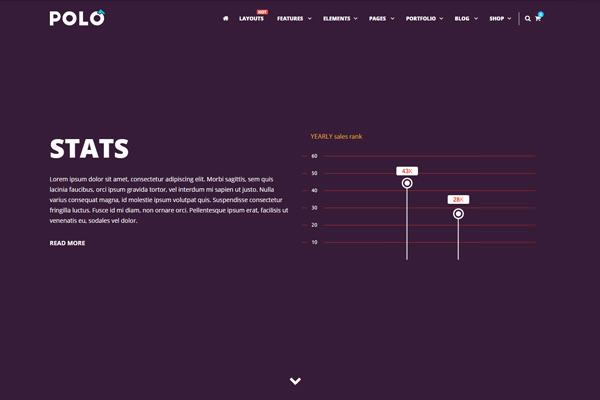 POLO
LAYOUTS
HOT
FEATURES
ELEMENTS
PAGES
PORTFOLIO
BLOG
SHOP
STATS
Lorem ipsum dolor sit amet, consectetur adipiscing elit. Morbi sagittis, sem quis
lacinia faucibus, orci ipsum gravida tortor, vel interdum mi sapien ut justo. Nulla
varius consequat magna, id molestie ipsum volutpat quis. Suspendisse consectetur
fringilla luctus. Fusce id mi diam, non ornare orci. Pellentesque ipsum erat, facilisis ut
venenatis eu, sodales vel dolor.
READ MORE
YEARLY sales rank
60
50
40
30
20
10
43K
28K